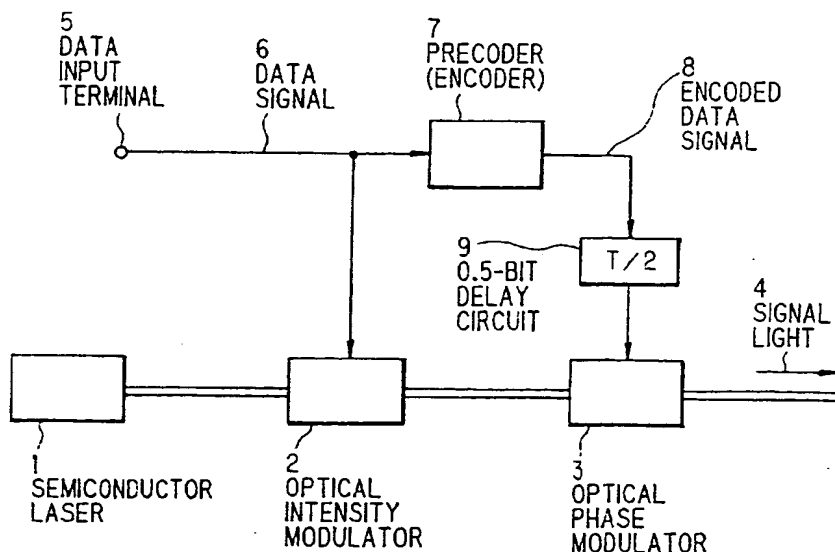 5
DATA
INPUT
TERMINAL
6
DATA
SIGNAL
7
PRECODER
(ENCODER)
8
ENCODED
DATA
SIGNAL
9
0.5-BIT
DELAY
CIRCUIT
T/2
4
SIGNAL
LIGHT
1
SEMICONDUCTOR
LASER
2
OPTICAL
INTENSITY
MODULATOR
3
OPTICAL
PHASE
MODULATOR